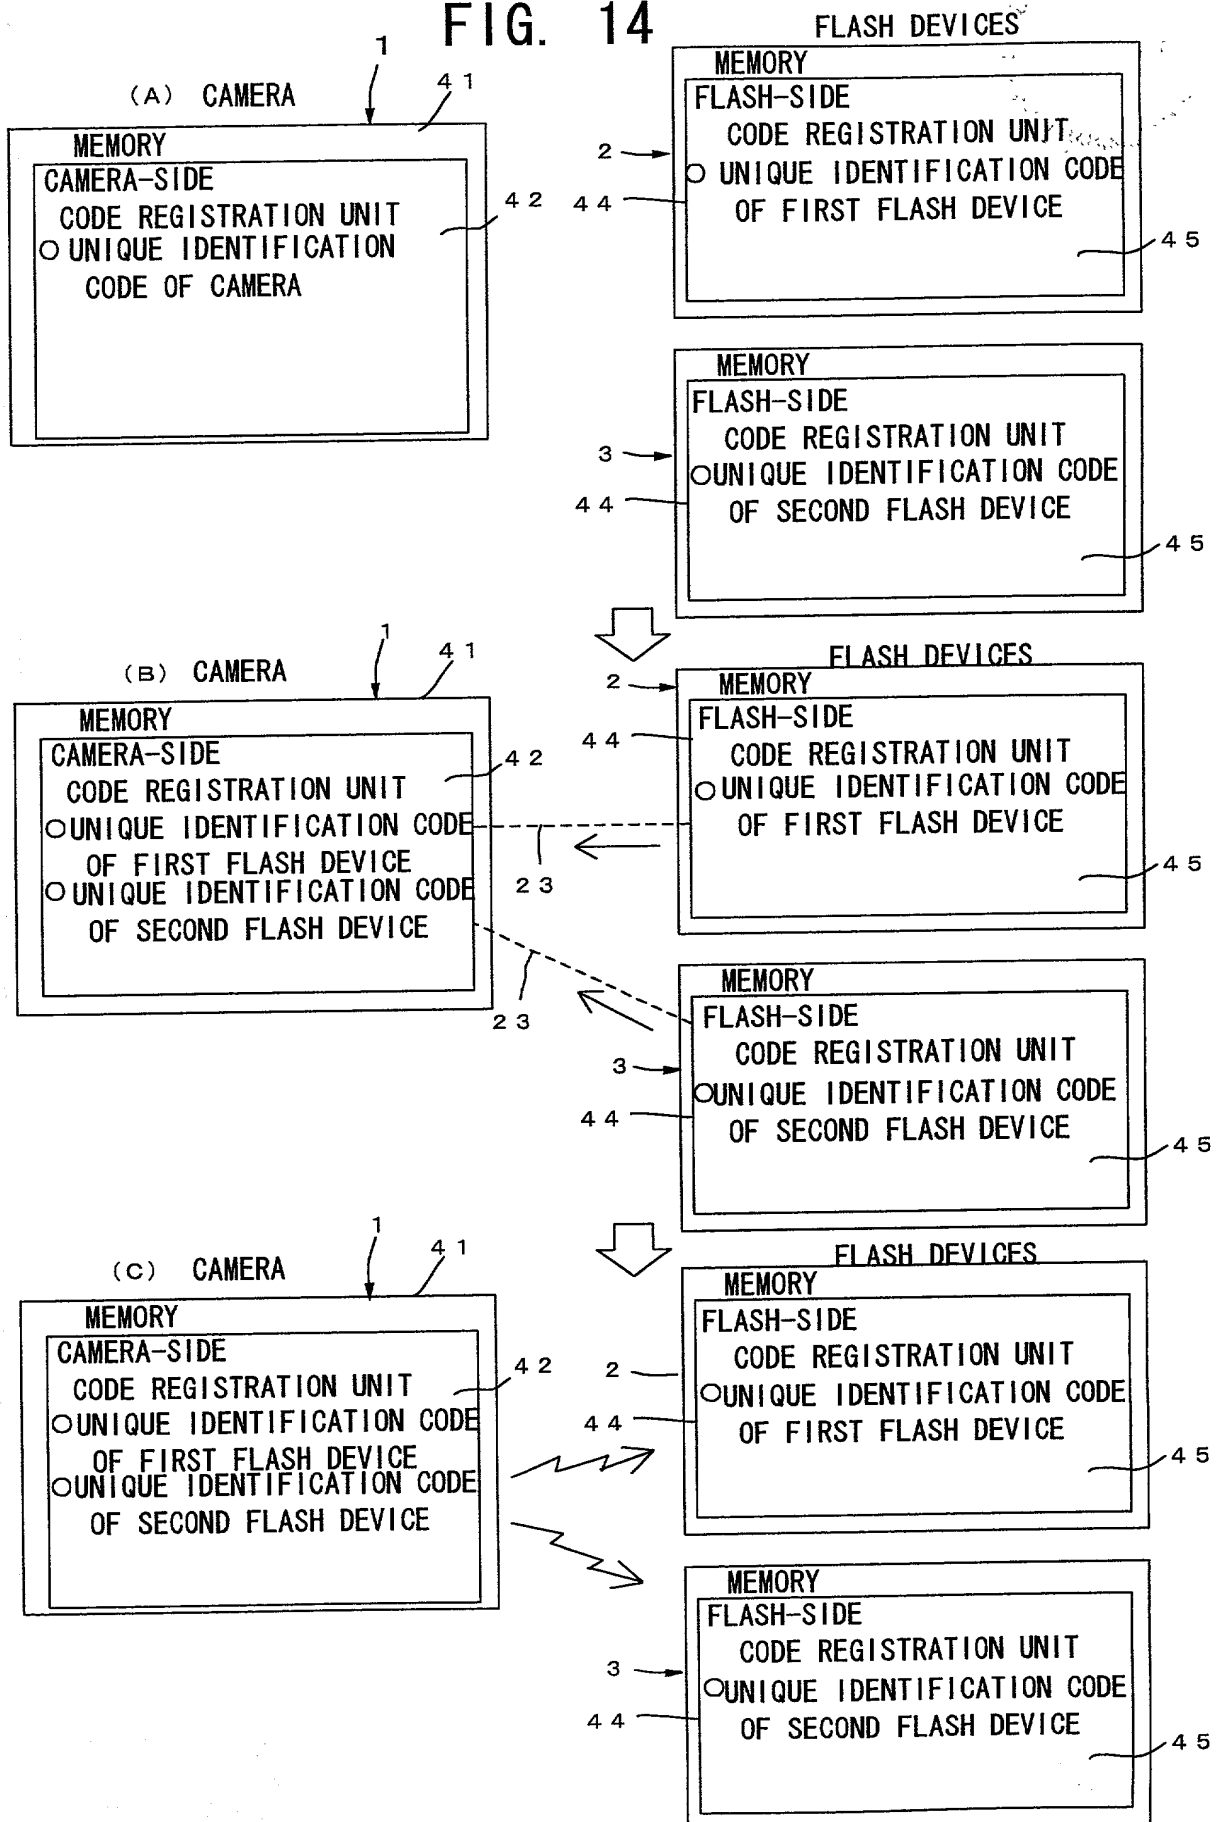 FIG. 14
(A) CAMERA
1
41
MEMORY
CAMERA-SIDE
CODE REGISTRATION UNIT
○ UNIQUE IDENTIFICATION
CODE OF CAMERA
42
FLASH DEVICES
MEMORY
FLASH-SIDE
CODE REGISTRATION UNIT
○ UNIQUE IDENTIFICATION CODE
OF FIRST FLASH DEVICE
2
44
45
MEMORY
FLASH-SIDE
CODE REGISTRATION UNIT
○UNIQUE IDENTIFICATION CODE
OF SECOND FLASH DEVICE
3
44
45
(B) CAMERA
1
41
MEMORY
CAMERA-SIDE
CODE REGISTRATION UNIT
○UNIQUE IDENTIFICATION CODE
OF FIRST FLASH DEVICE
○UNIQUE IDENTIFICATION CODE
OF SECOND FLASH DEVICE
42
23
23
FLASH DEVICES
2
MEMORY
FLASH-SIDE
44
CODE REGISTRATION UNIT
○ UNIQUE IDENTIFICATION CODE
OF FIRST FLASH DEVICE
45
MEMORY
FLASH-SIDE
CODE REGISTRATION UNIT
3
○UNIQUE IDENTIFICATION CODE
44
OF SECOND FLASH DEVICE
45
(C) CAMERA
1
41
MEMORY
CAMERA-SIDE
CODE REGISTRATION UNIT
○UNIQUE IDENTIFICATION CODE
OF FIRST FLASH DEVICE
○UNIQUE IDENTIFICATION CODE
OF SECOND FLASH DEVICE
42
FLASH DEVICES
MEMORY
FLASH-SIDE
CODE REGISTRATION UNIT
2
○UNIQUE IDENTIFICATION CODE
44
OF FIRST FLASH DEVICE
45
MEMORY
FLASH-SIDE
CODE REGISTRATION UNIT
3
○UNIQUE IDENTIFICATION CODE
44
OF SECOND FLASH DEVICE
45